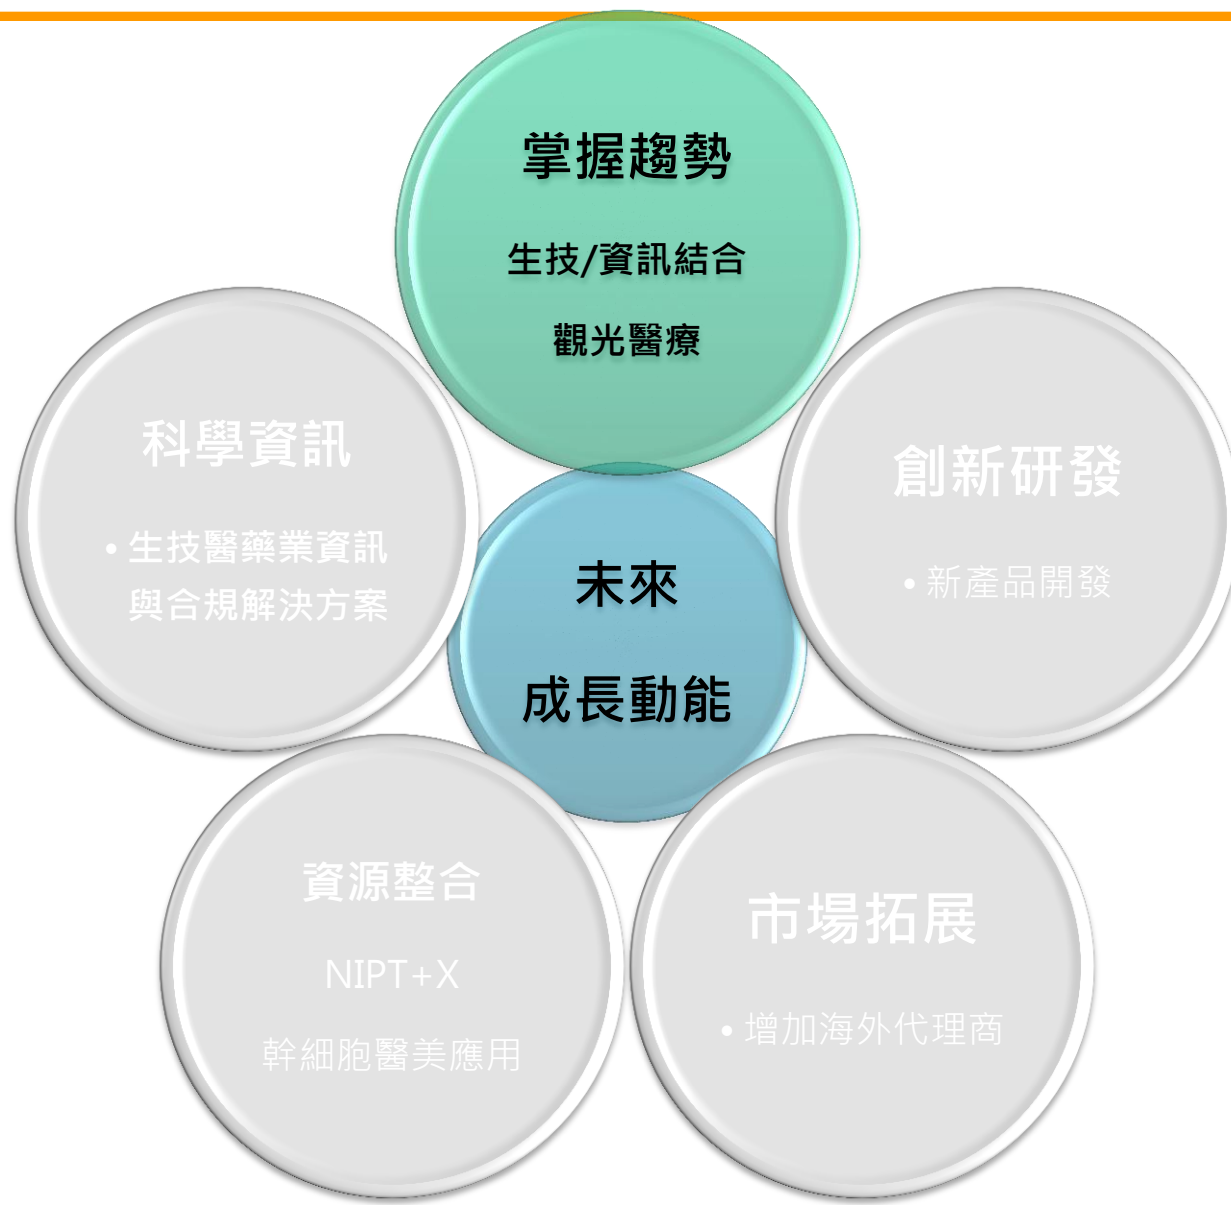 掌握趨勢
生技/資訊結合
觀光醫療
科學資訊
• 生技醫藥業資訊
與合規解決方案
創新研發
• 新產品開發
未來
成長動能
資源整合
NIPT+X
幹細胞醫美應用
市場拓展
• 增加海外代理商